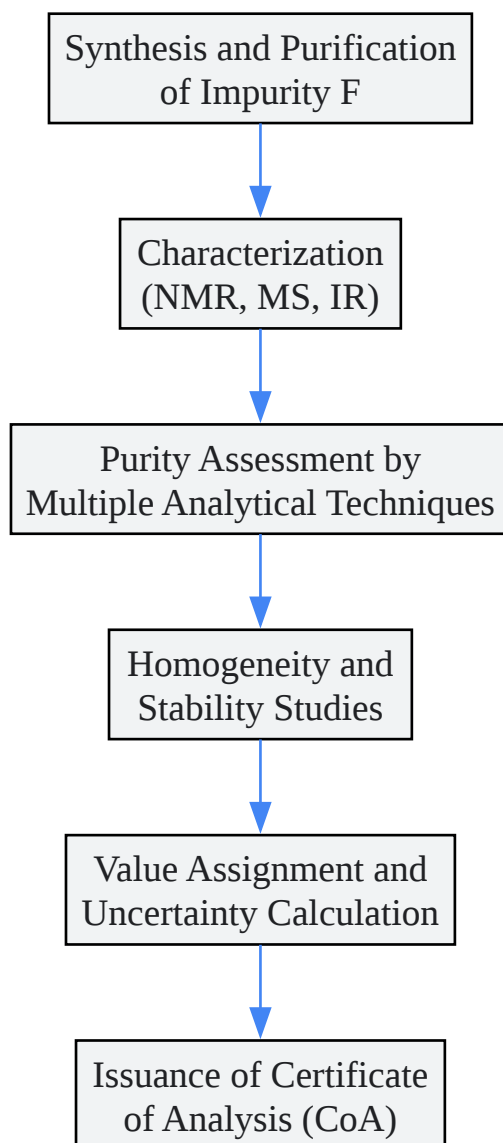 Synthesis and Purification
of Impurity F
Characterization
(NMR, MS, IR)
Purity Assessment by
Multiple Analytical Techniques
Homogeneity and
Stability Studies
Value Assignment and
Uncertainty Calculation
Issuance of Certificate
of Analysis (CoA)